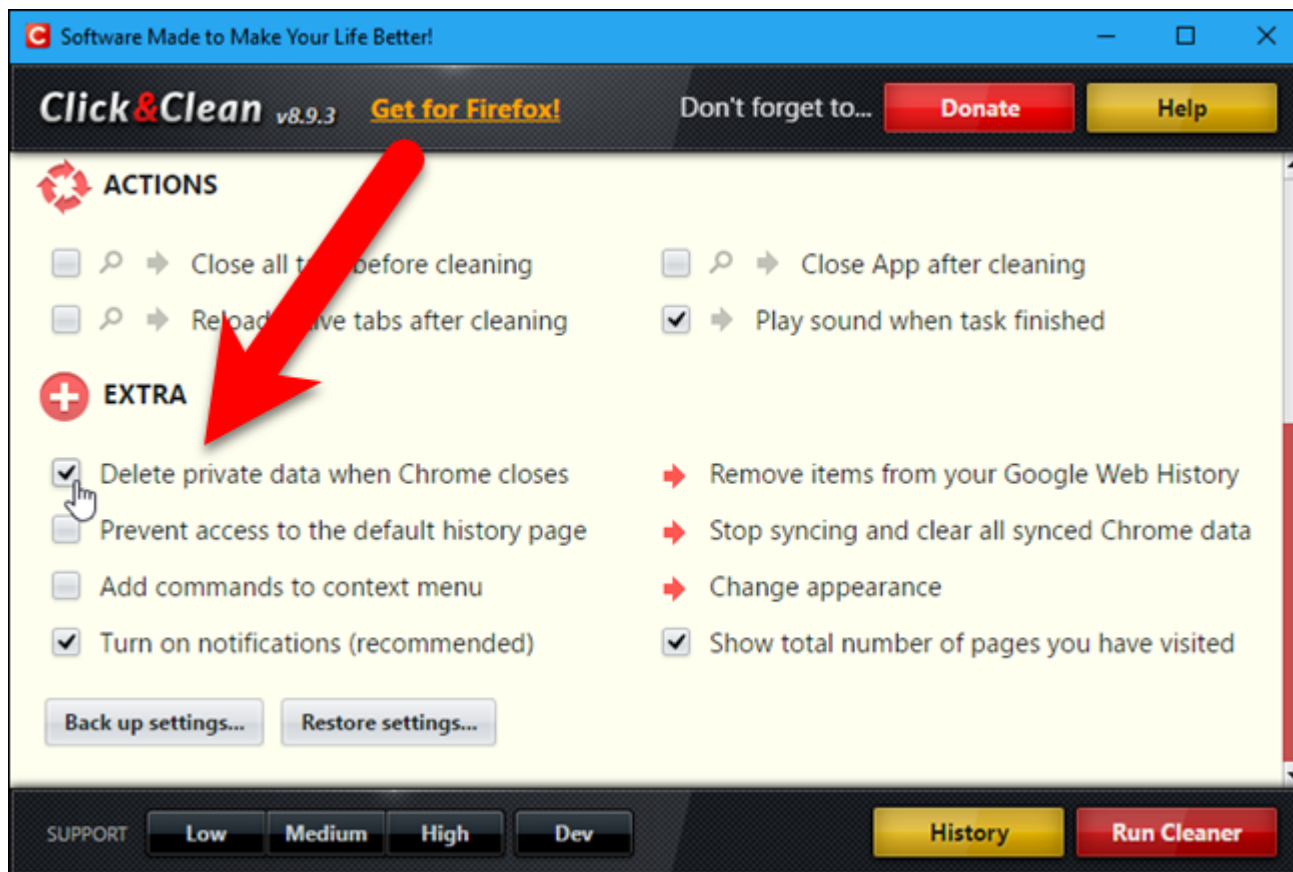 Software Made to Make Your Life Better!
Click&Clean v8.9.3 Get for Firefox! Don't forget to... Donate Help
ACTIONS
Close all before cleaning Close App after cleaning
tabs after cleaning Play sound when task finished
EXTRA
Delete private data when Chrome closes Remove items from your Google Web History
Prevent access to the default history page Stop syncing and clear all synced Chrome data
Add commands to context menu Change appearance
Turn on notifications (recommended) Show total number of pages you have visited
Back up settings... Restore settings...
SUPPORT Low Medium High Dev History Run Cleaner